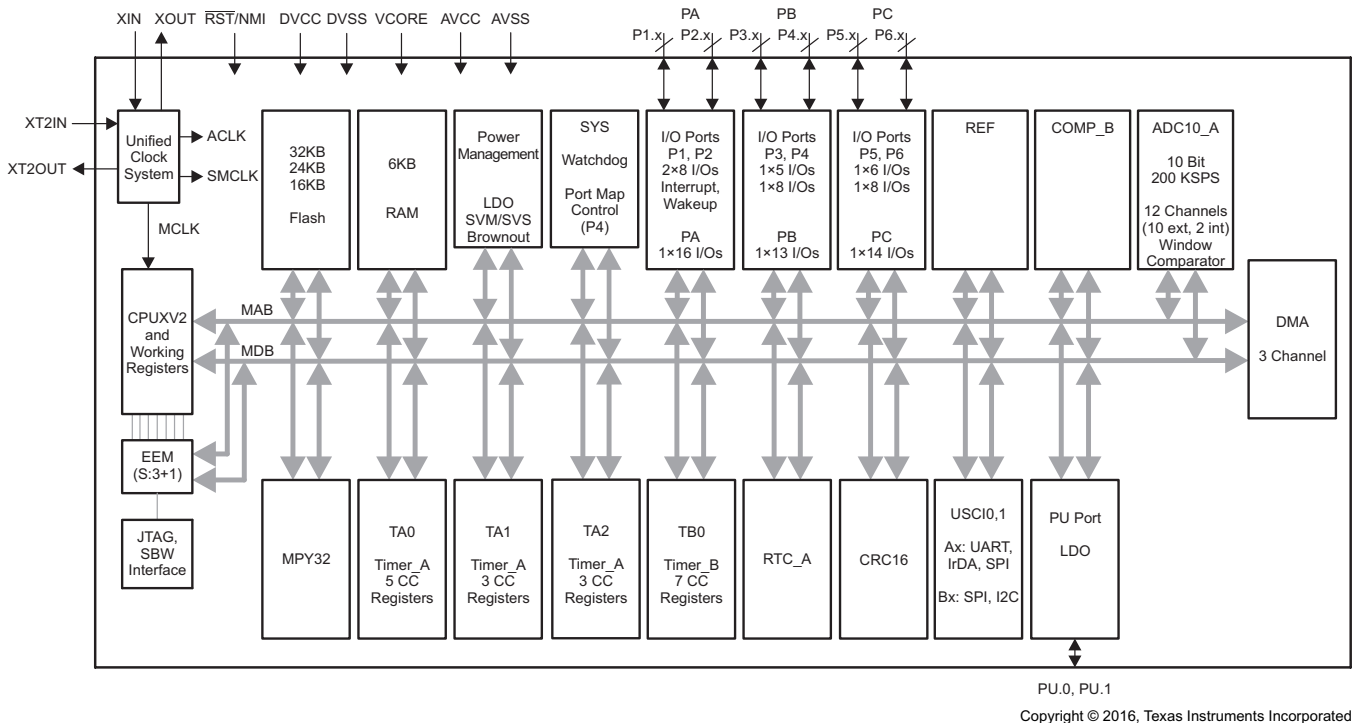 XIN XOUT RST/NMI DVCC DVSS VCORE AVCC AVSS
PA PB PC
P1.x P2.x P3.x P4.x P5.x P6.x
XT2IN
XT2OUT
Unified
Clock
System
ACLK
SMCLK
MCLK
32KB
24KB
16KB
Flash
6KB
RAM
Power
Management
LDO
SVM/SVS
Brownout
SYS
Watchdog
Port Map
Control
(P4)
I/O Ports
P1, P2
2×8 I/Os
Interrupt,
Wakeup
PA
1×16 I/Os
I/O Ports
P3, P4
1×5 I/Os
1×8 I/Os
PB
1×13 I/Os
I/O Ports
P5, P6
1×6 I/Os
1×8 I/Os
PC
1×14 I/Os
REF
COMP_B
ADC10_A
10 Bit
200 KSPS
12 Channels
(10 ext, 2 int)
Window
Comparator
CPUXV2
and
Working
Registers
MAB
MDB
DMA
3 Channel
EEM
(S:3+1)
JTAG,
SBW
Interface
MPY32
TA0
Timer_A
5 CC
Registers
TA1
Timer_A
3 CC
Registers
TA2
Timer_A
3 CC
Registers
TB0
Timer_B
7 CC
Registers
RTC_A
CRC16
USCI0,1
Ax: UART,
IrDA, SPI
Bx: SPI, I2C
PU Port
LDO
PU.0, PU.1
Copyright © 2016, Texas Instruments Incorporated